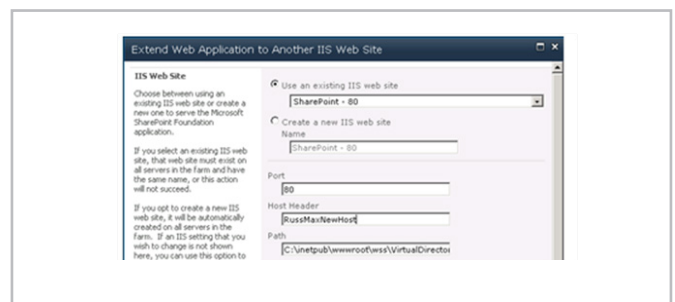 Extend Web Application to Another IIS Web Site
IIS Web Site
Choose between using an
existing IIS web site or create a
new one to serve the Microsoft
SharePoint Foundation
application.
If you select an existing IIS web
site, that web site must exist on
all servers in the farm and have
the same name, or this action
will not succeed.
If you opt to create a new IIS
web site, it will be automatically
created on all servers in the
farm. If an IIS setting that you
wish to change is not shown
here, you can use this option to
Use an existing IIS web site
SharePoint - 80
Create a new IIS web site
Name
SharePoint - 80
Port
80
Host Header
RussMaxNewHost
Path
C:\inetpub\wwwroot\wss\VirtualDirector